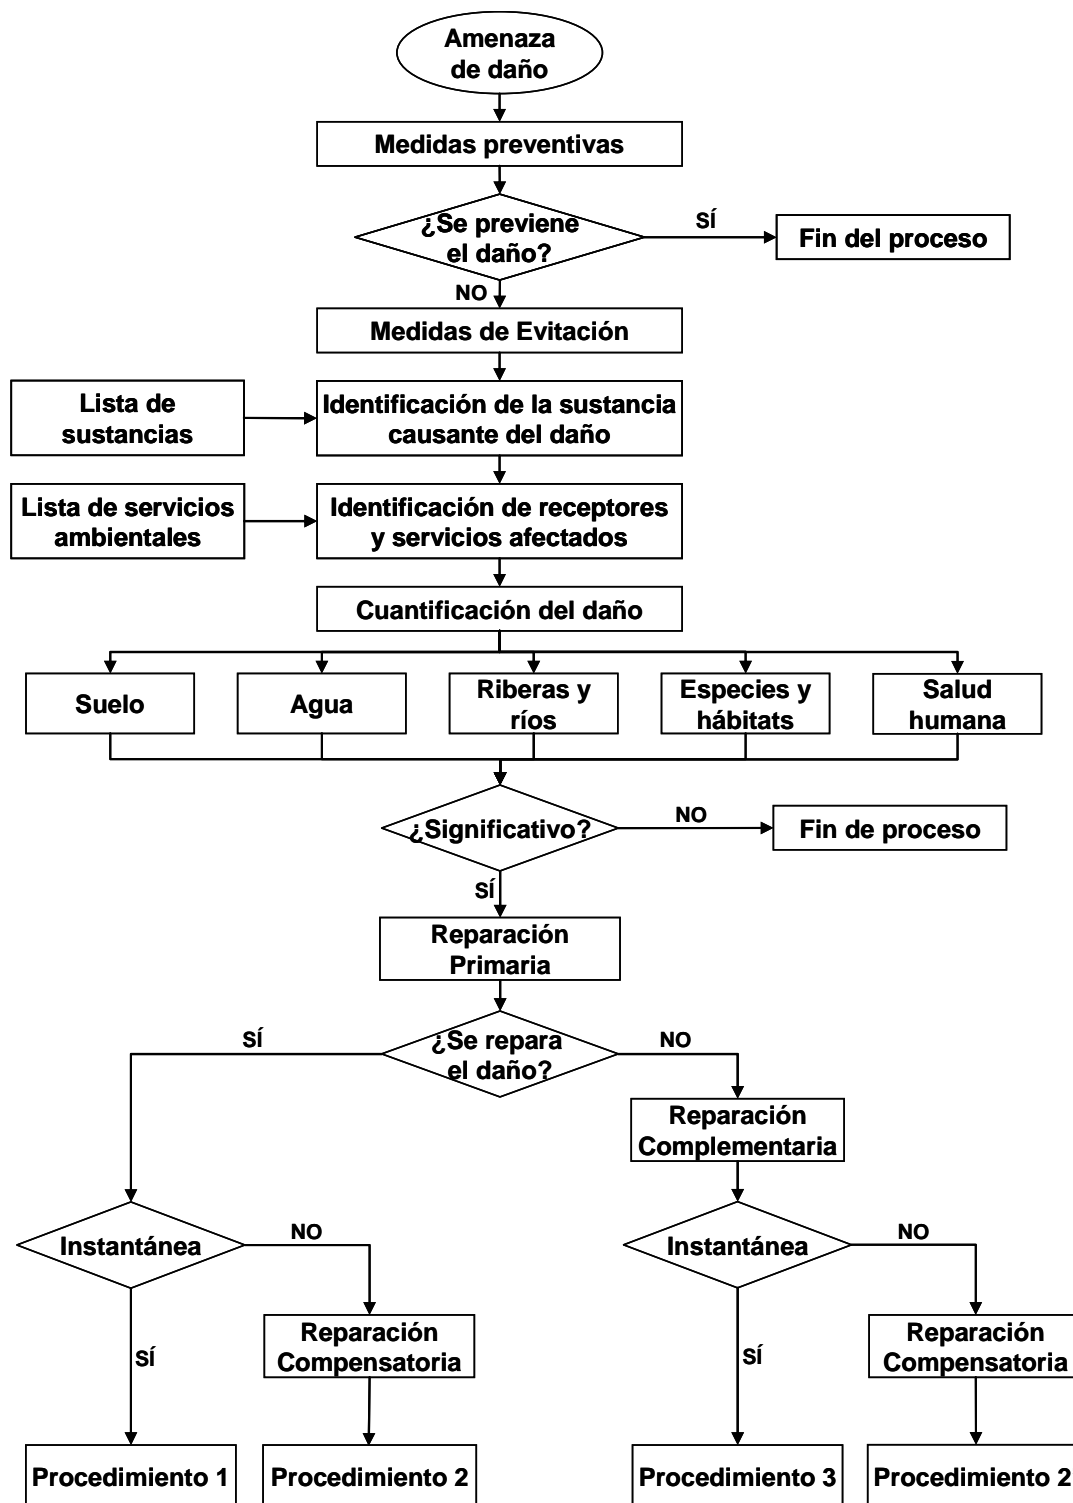 Amenaza
de daño
Medidas preventivas
¿Se previene
el daño?
SÍ
Fin del proceso
NO
Medidas de Evitación
Lista de
sustancias
Identificación de la sustancia
causante del daño
Lista de servicios
ambientales
Identificación de receptores
y servicios afectados
Cuantificación del daño
Suelo
Agua
Riberas y
ríos
Especies y
hábitats
Salud
humana
¿Significativo?
NO
Fin de proceso
SÍ
Reparación
Primaria
¿Se repara
el daño?
SÍ
NO
Reparación
Complementaria
Instantánea
NO
Instantánea
NO
SÍ
Reparación
Compensatoria
SÍ
Reparación
Compensatoria
Procedimiento 1
Procedimiento 2
Procedimiento 3
Procedimiento 2